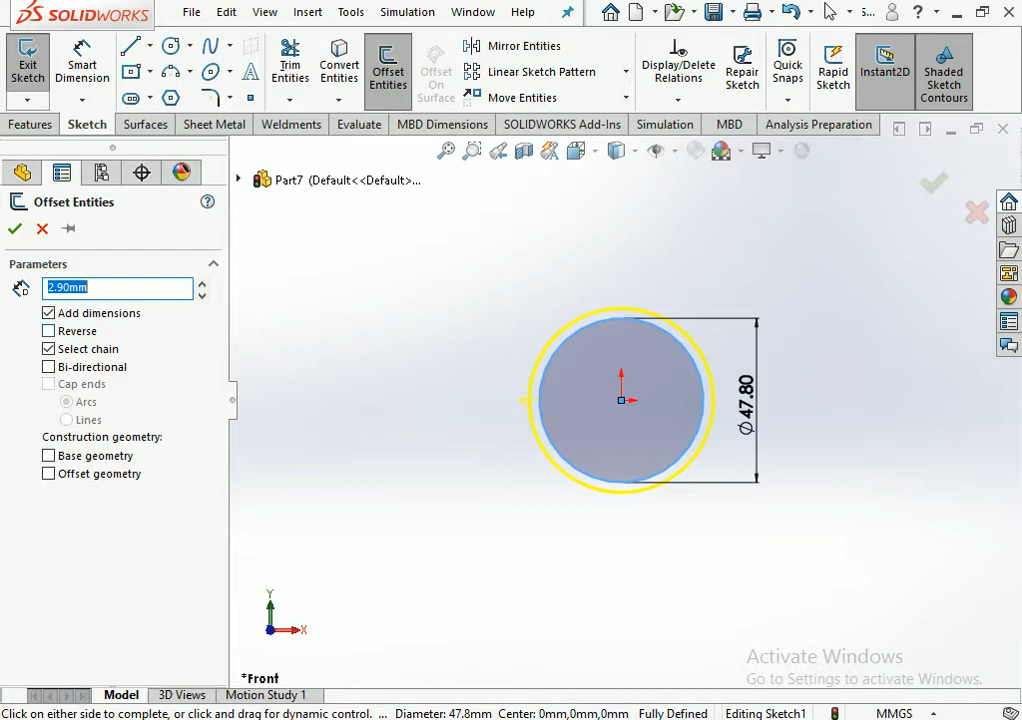 SOLIDWORKS File Edit View Insert Tools Simulation Window Help S... ?
Exit Sketch
Smart Dimension
Trim Entities
Convert Entities
Offset Entities
Offset On Surface
Mirror Entities
Linear Sketch Pattern
Move Entities
Display/Delete Relations
Repair Sketch
Quick Snaps
Rapid Sketch
Instant2D
Shaded Sketch Contours
Features Sketch Surfaces Sheet Metal Weldments Evaluate MBD Dimensions SOLIDWORKS Add-Ins Simulation MBD Analysis Preparation
Part7 (Default<<Default>...
Offset Entities
Parameters
2.90mm
Add dimensions
Reverse
Select chain
Bi-directional
Cap ends
Arcs
Lines
Construction geometry:
Base geometry
Offset geometry
⌀47.80
Y
X
*Front
Activate Windows
Go to Settings to activate Windows.
Model 3D Views Motion Study 1
Click on either side to complete, or click and drag for dynamic control. ... Diameter: 47.8mm Center: 0mm,0mm,0mm Fully Defined Editing Sketch1 MMGS